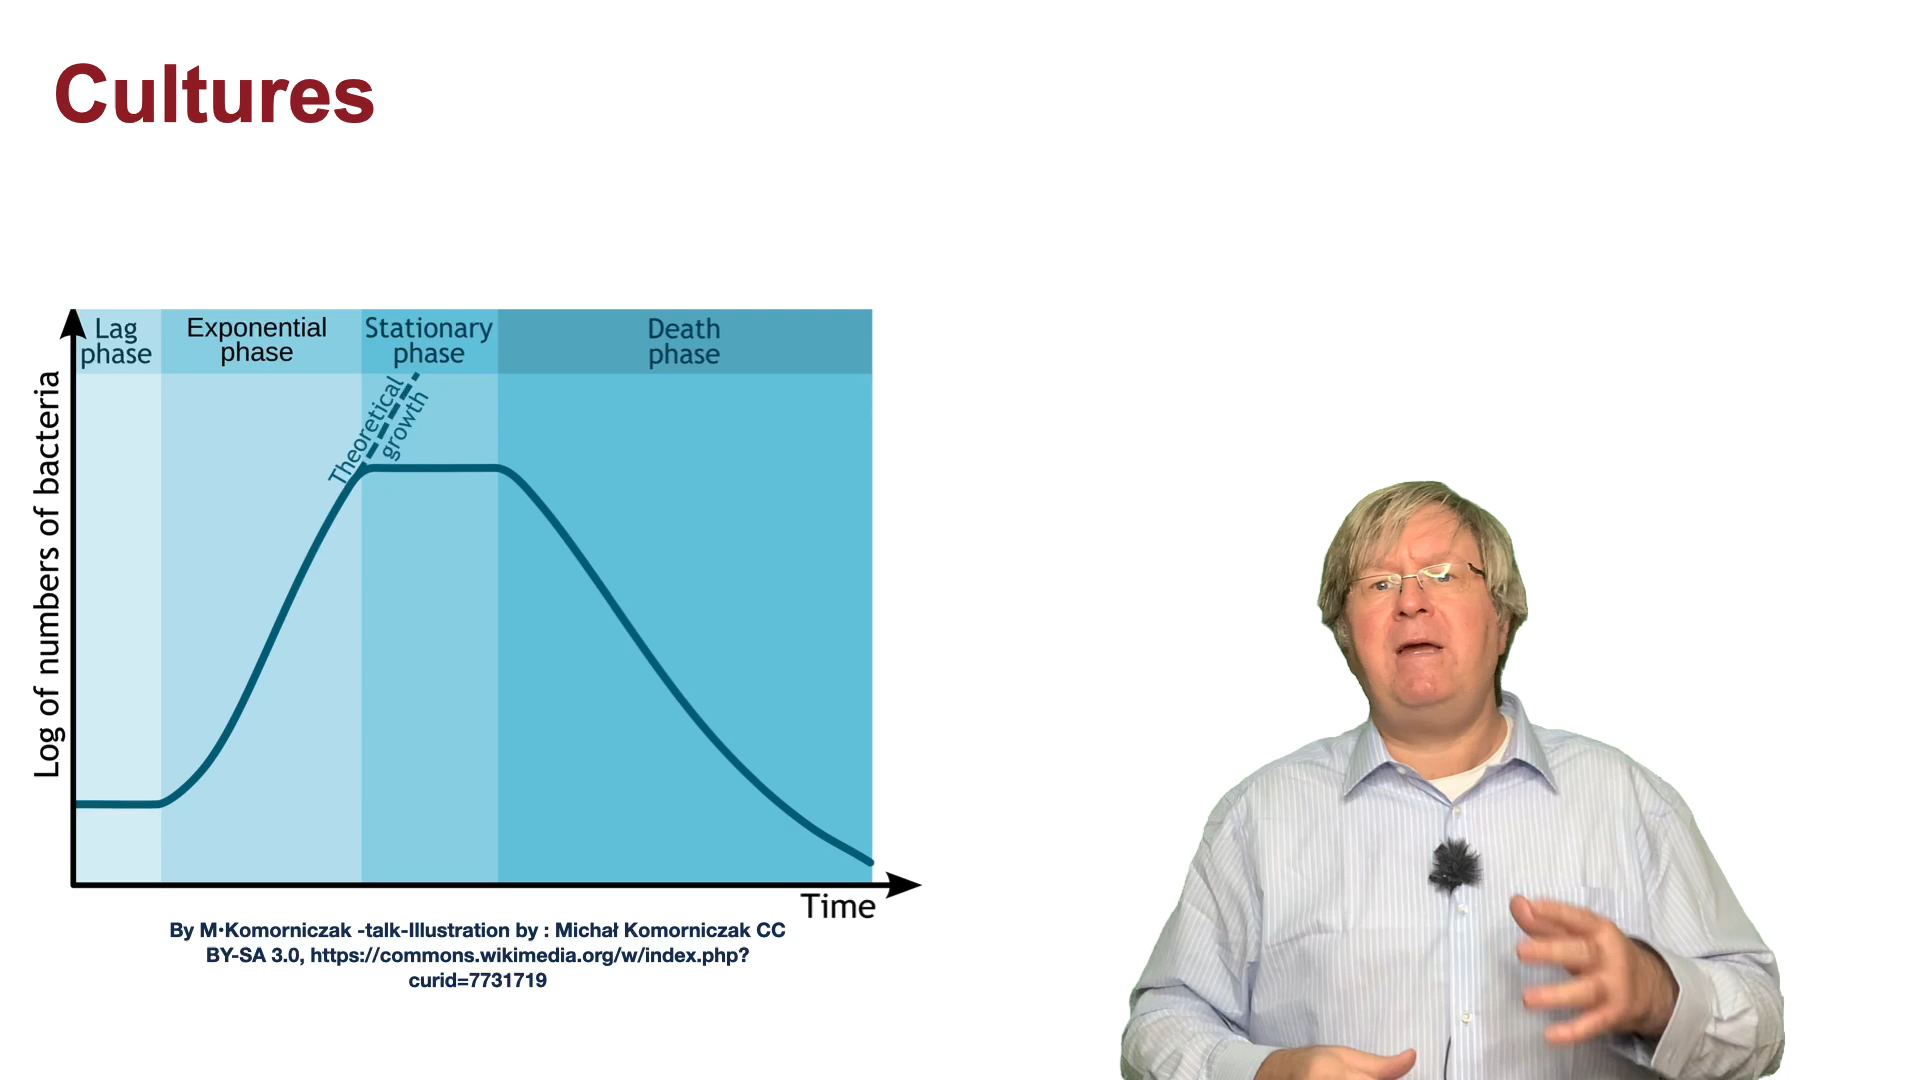 Cultures
Lag
phase
Exponential
phase
Stationary
phase
Death
phase
Theoretical
growth
Log of numbers of bacteria
Time
By M•Komorniczak -talk-Illustration by : Michał Komorniczak CC
BY-SA 3.0, https://commons.wikimedia.org/w/index.php?
curid=7731719